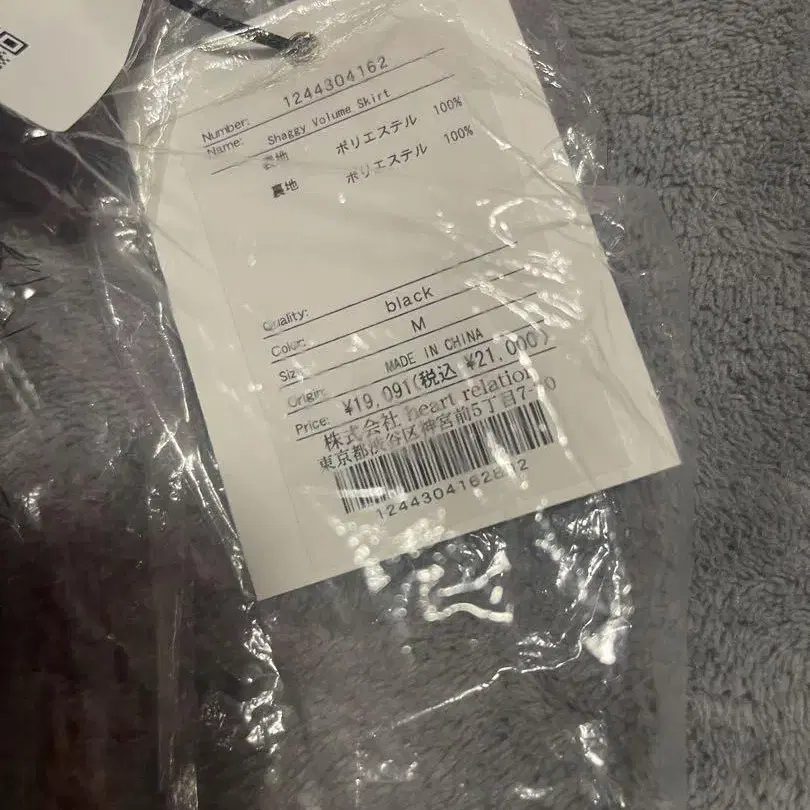 Number: 1244304162
Name: Shaggy Volume Skirt
表地 ポリエステル 100%
裏地 ポリエステル 100%
Quality:
Color: black
Size: M
Origin: MADE IN CHINA
Price: ¥19,091(税込 ¥21,000)
株式会社 heart relation
東京都渋谷区神宮前5丁目